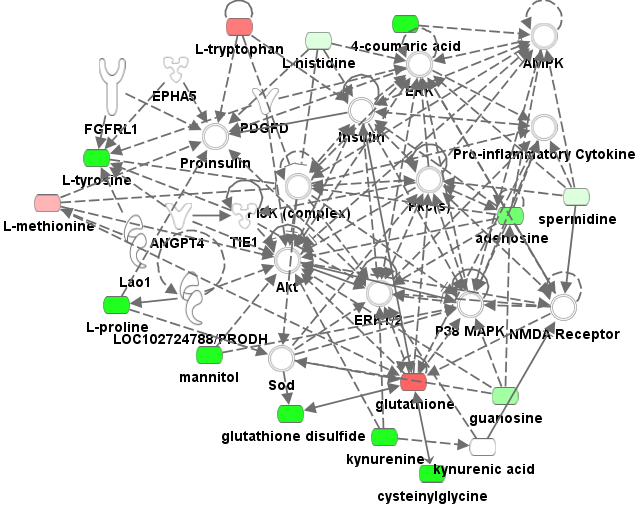 L-tryptophan
4-coumaric acid
L-histidine
AMPK
ERK
EPHA5
PDGFD
FGFRL1
Insulin
Proinsulin
Pro-inflammatory Cytokine
L-tyrosine
PI3K (complex)
Pkc(s)
L-methionine
spermidine
adenosine
ANGPT4
TIE1
Lao1
Akt
ERK1/2
L-proline
P38 MAPK
NMDA Receptor
LOC102724788/PRODH
mannitol
Sod
glutathione
guanosine
glutathione disulfide
kynurenine
kynurenic acid
cysteinylglycine